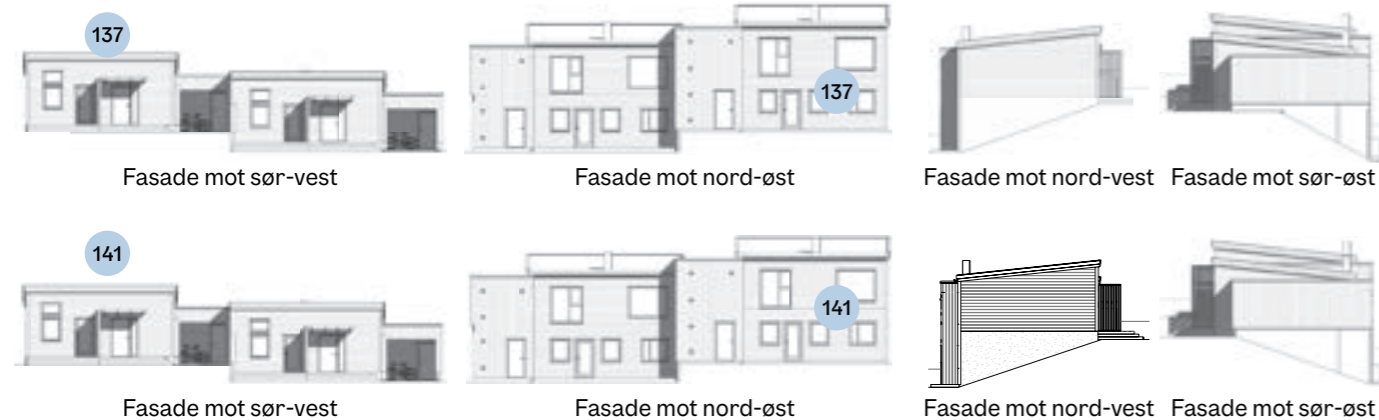 137
137
Fasade mot sør-vest
Fasade mot nord-øst
Fasade mot nord-vest
Fasade mot sør-øst
141
141
Fasade mot sør-vest
Fasade mot nord-øst
Fasade mot nord-vest
Fasade mot sør-øst